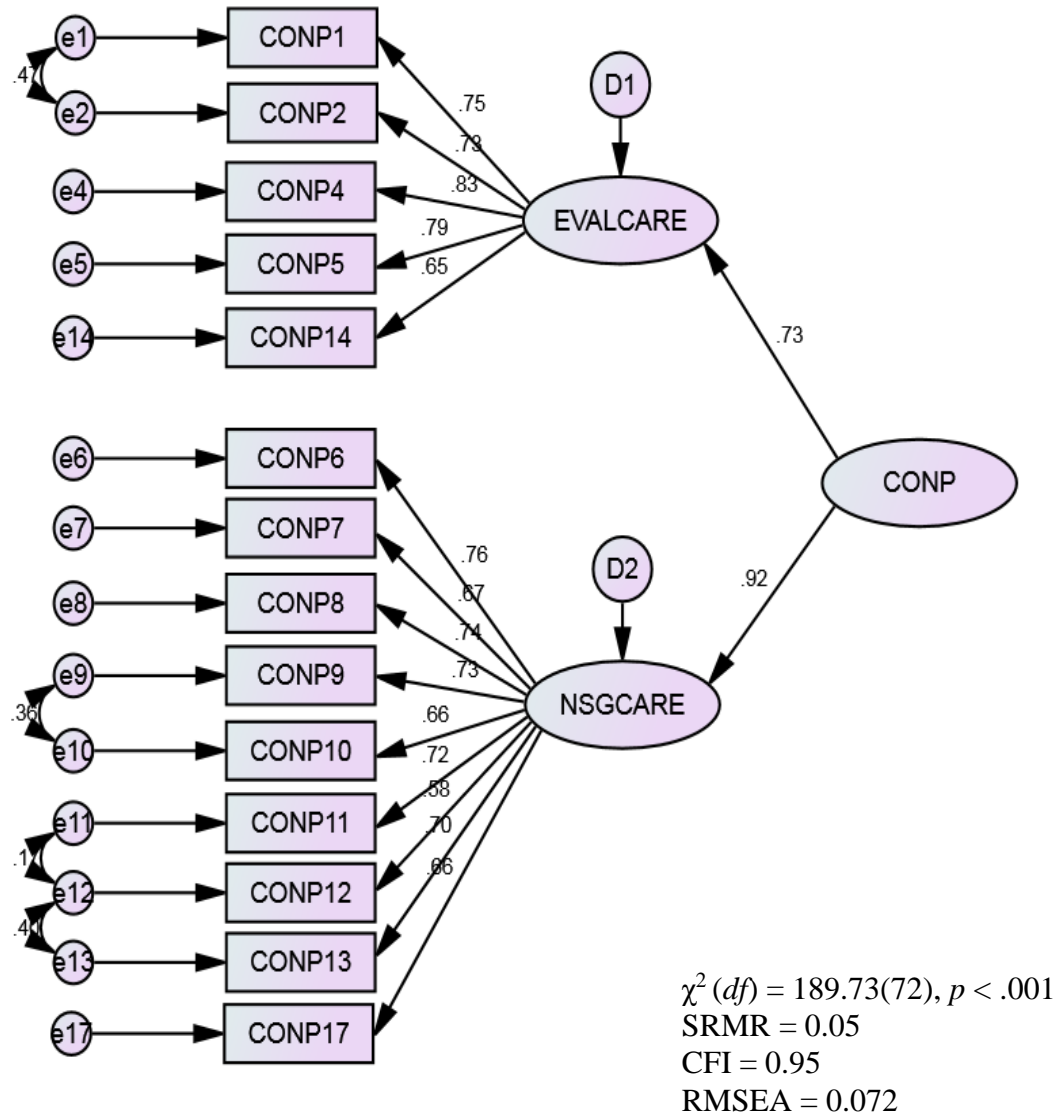 e1
CONP1
.47
e2
CONP2
e4
CONP4
e5
CONP5
e14
CONP14
.75
.73
.83
.79
.65
D1
EVALCARE
.73
CONP
.92
D2
NSGCARE
e6
CONP6
e7
CONP7
e8
CONP8
e9
CONP9
.36
e10
CONP10
e11
CONP11
e12
CONP12
e13
CONP13
e17
CONP17
.76
.67
.74
.73
.66
.72
.58
.70
.66
χ² (df) = 189.73(72), p < .001
SRMR = 0.05
CFI = 0.95
RMSEA = 0.072